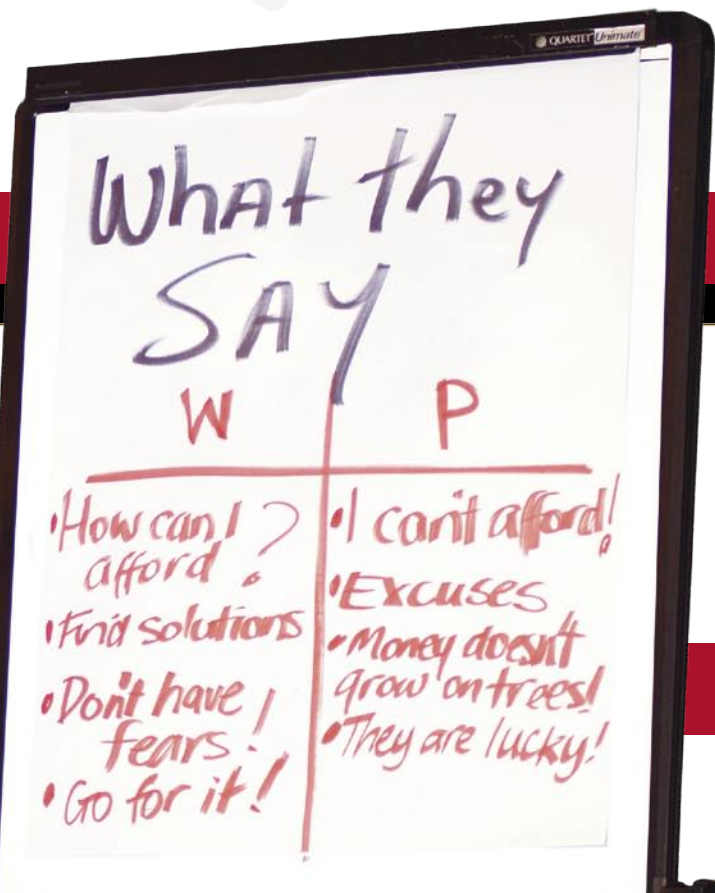 QUARTET Unimate
What they
SAY
W
P
• How can I
afford?
• Find solutions
• Don't have
fears!
• Go for it!
• I can't afford!
• Excuses
• Money doesn't
grow on trees!
• They are lucky!